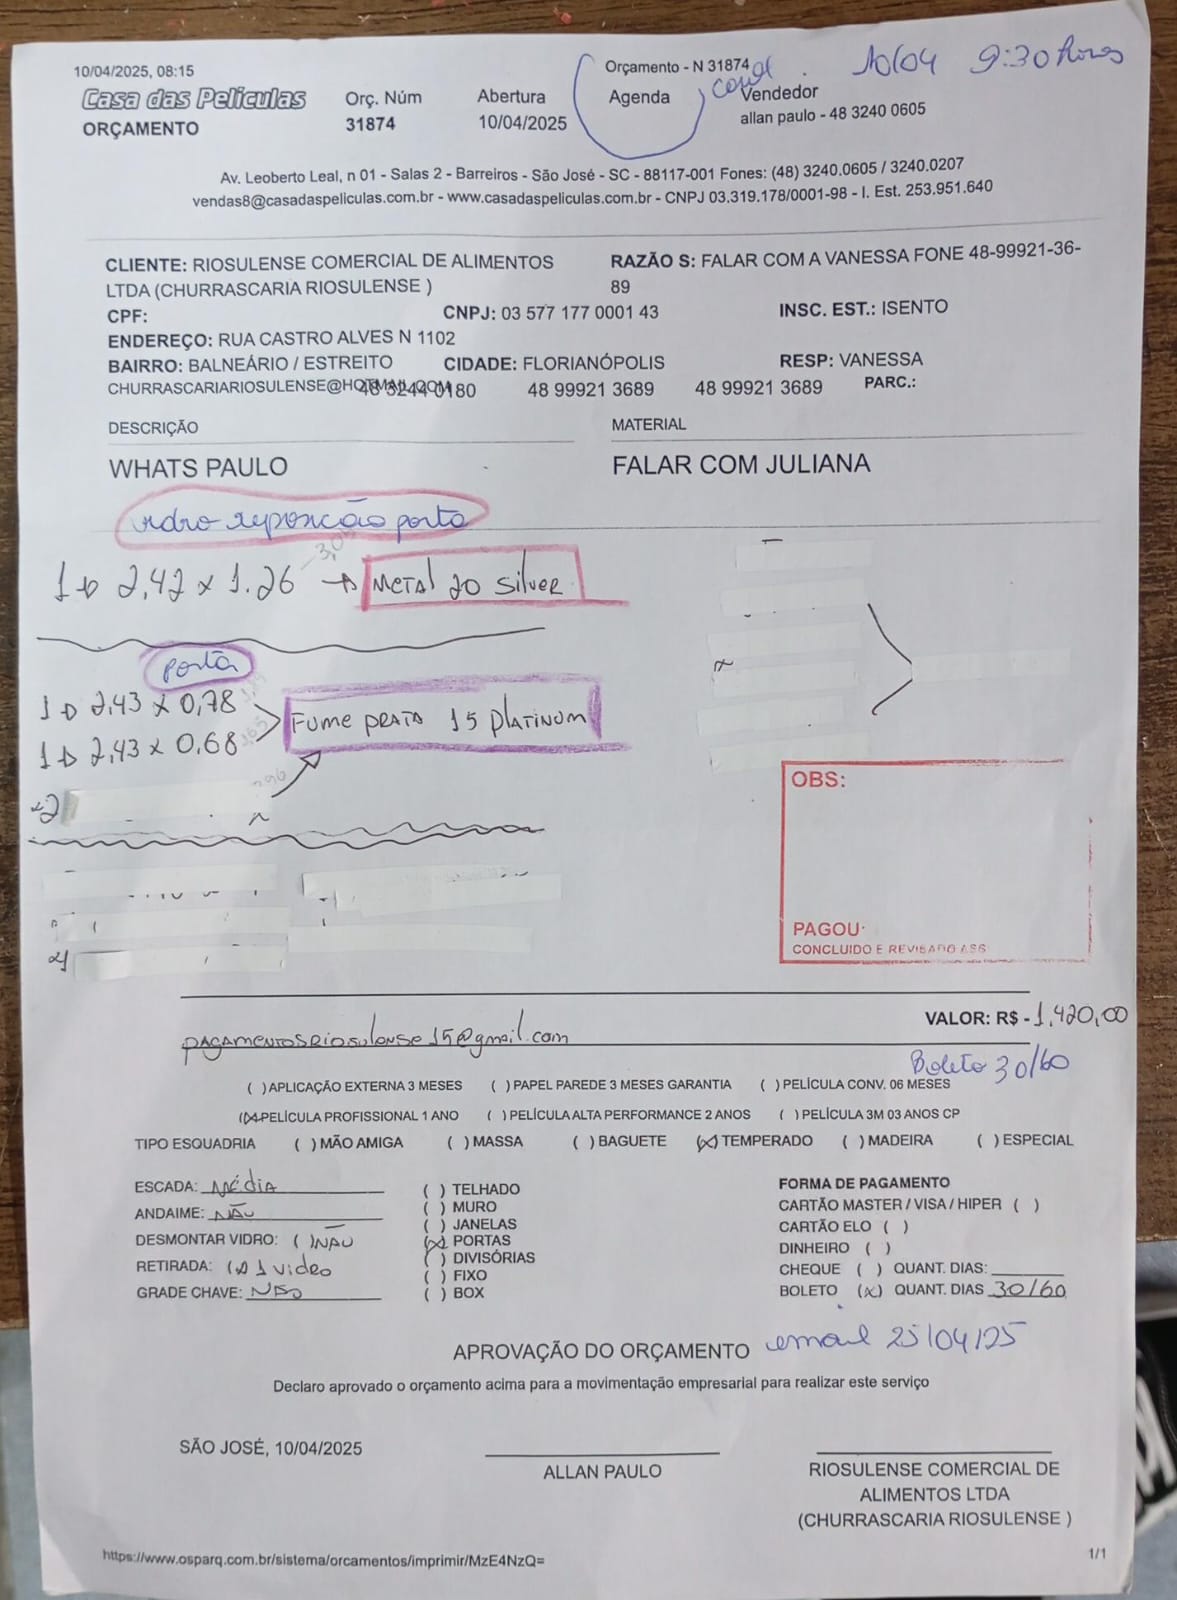 10/04/2025, 08:15
Orçamento - N 31874
10/04 9:30 horas
Casa das Películas
ORÇAMENTO
Orç. Núm
31874
Abertura
10/04/2025
Agenda
Vendedor
allan paulo - 48 3240 0605
Av. Leoberto Leal, n 01 - Salas 2 - Barreiros - São José - SC - 88117-001 Fones: (48) 3240.0605 / 3240.0207
vendas8@casadaspeliculas.com.br - www.casadaspeliculas.com.br - CNPJ 03.319.178/0001-98 - I. Est. 253.951.640
CLIENTE: RIOSULENSE COMERCIAL DE ALIMENTOS
LTDA (CHURRASCARIA RIOSULENSE )
RAZÃO S: FALAR COM A VANESSA FONE 48-99921-36-
89
CPF:
CNPJ: 03 577 177 0001 43
INSC. EST.: ISENTO
ENDEREÇO: RUA CASTRO ALVES N 1102
BAIRRO: BALNEÁRIO / ESTREITO
CIDADE: FLORIANÓPOLIS
RESP: VANESSA
CHURRASCARIARIOSULENSE@HOTMAIL.COM
48 3244 0180
48 99921 3689
48 99921 3689
PARC.:
DESCRIÇÃO
MATERIAL
WHATS PAULO
FALAR COM JULIANA
vidro reposição porta
1 2,42 x 1.26 → METAL 20 Silver
porta
1 2,43 x 0,78
1 2,43 x 0,68
FUME PRATA 15 PLATINUM
OBS:
PAGOU
CONCLUIDO E REVISADO ASS
VALOR: R$ - 1,420,00
pagamentosriosulense15@gmail.com
Boleto 30/60
( ) APLICAÇÃO EXTERNA 3 MESES ( ) PAPEL PAREDE 3 MESES GARANTIA ( ) PELÍCULA CONV. 06 MESES
(X) PELÍCULA PROFISSIONAL 1 ANO ( ) PELÍCULA ALTA PERFORMANCE 2 ANOS ( ) PELÍCULA 3M 03 ANOS CP
TIPO ESQUADRIA ( ) MÃO AMIGA ( ) MASSA ( ) BAGUETE (X) TEMPERADO ( ) MADEIRA ( ) ESPECIAL
ESCADA: Média
ANDAIME: NÃO
DESMONTAR VIDRO: ( ) NÃO
RETIRADA: (x) 1 video
GRADE CHAVE: NÃO
( ) TELHADO
( ) MURO
( ) JANELAS
(X) PORTAS
( ) DIVISÓRIAS
( ) FIXO
( ) BOX
FORMA DE PAGAMENTO
CARTÃO MASTER / VISA / HIPER ( )
CARTÃO ELO ( )
DINHEIRO ( )
CHEQUE ( ) QUANT. DIAS:
BOLETO (X) QUANT. DIAS 30/60
APROVAÇÃO DO ORÇAMENTO email 25/04/25
Declaro aprovado o orçamento acima para a movimentação empresarial para realizar este serviço
SÃO JOSÉ, 10/04/2025
ALLAN PAULO
RIOSULENSE COMERCIAL DE
ALIMENTOS LTDA
(CHURRASCARIA RIOSULENSE )
https://www.osparq.com.br/sistema/orcamentos/imprimir/MzE4NzQ=
1/1